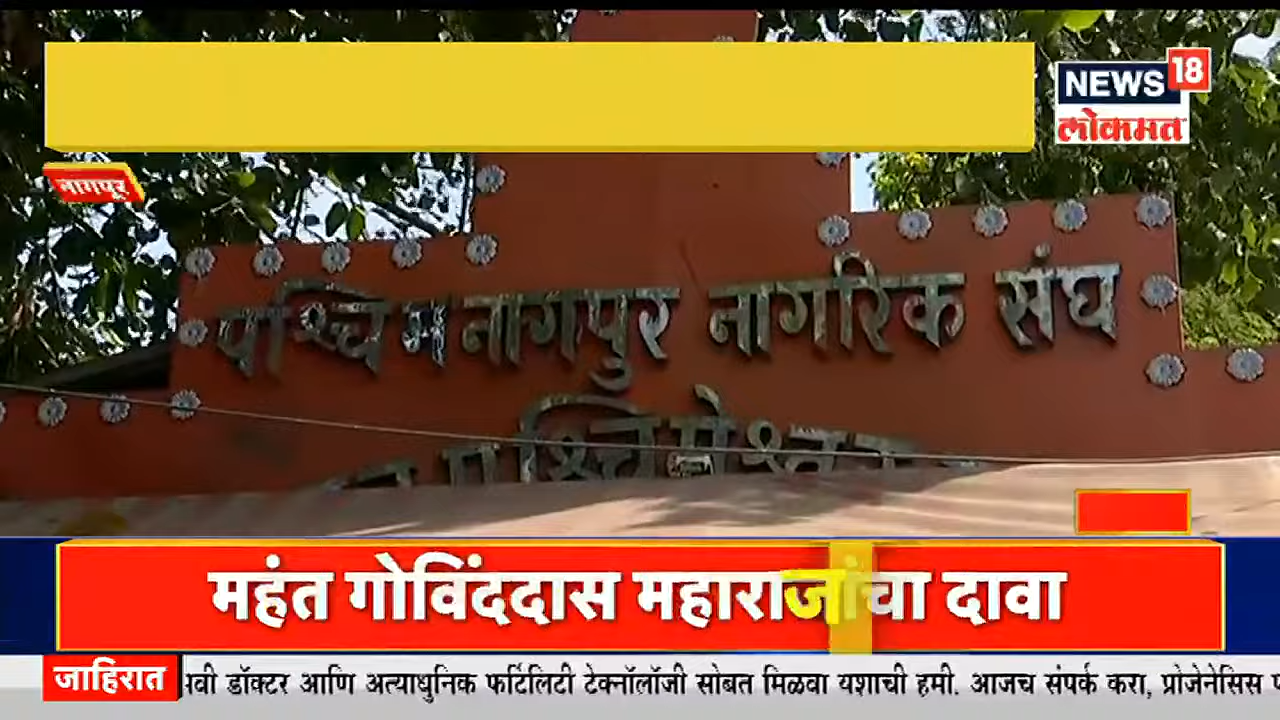 NEWS 18
लोकमत
नागपूर
पश्चिम नागपुर नागरिक संघ
महंत गोविंददास महाराजांचा दावा
जाहिरात
डॉक्टर आणि अत्याधुनिक फर्टिलिटी टेक्नॉलॉजी सोबत मिळवा यशाची हमी. आजच संपर्क करा, प्रोजेनेसिस